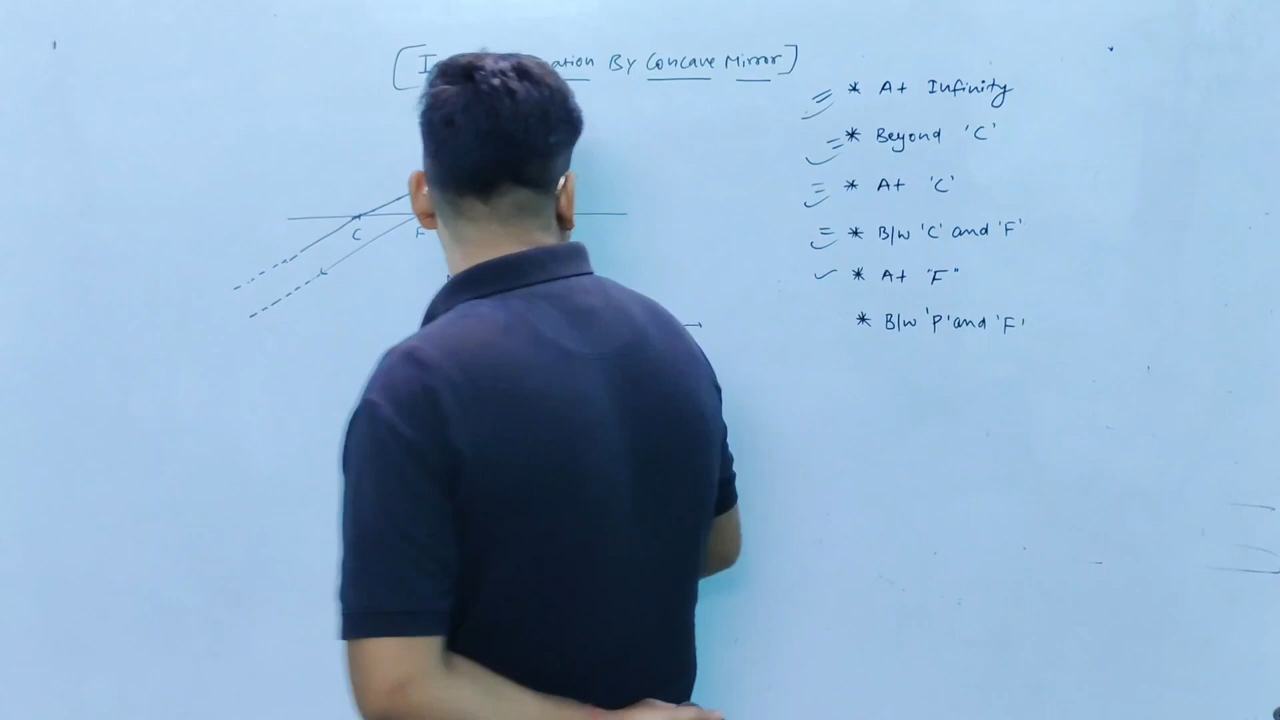 [I ation By Concave Mirror]
* At Infinity
* Beyond 'C'
* At 'C'
* B/w 'C' and 'F'
* At 'F'
* B/w 'P' and 'F'
C F